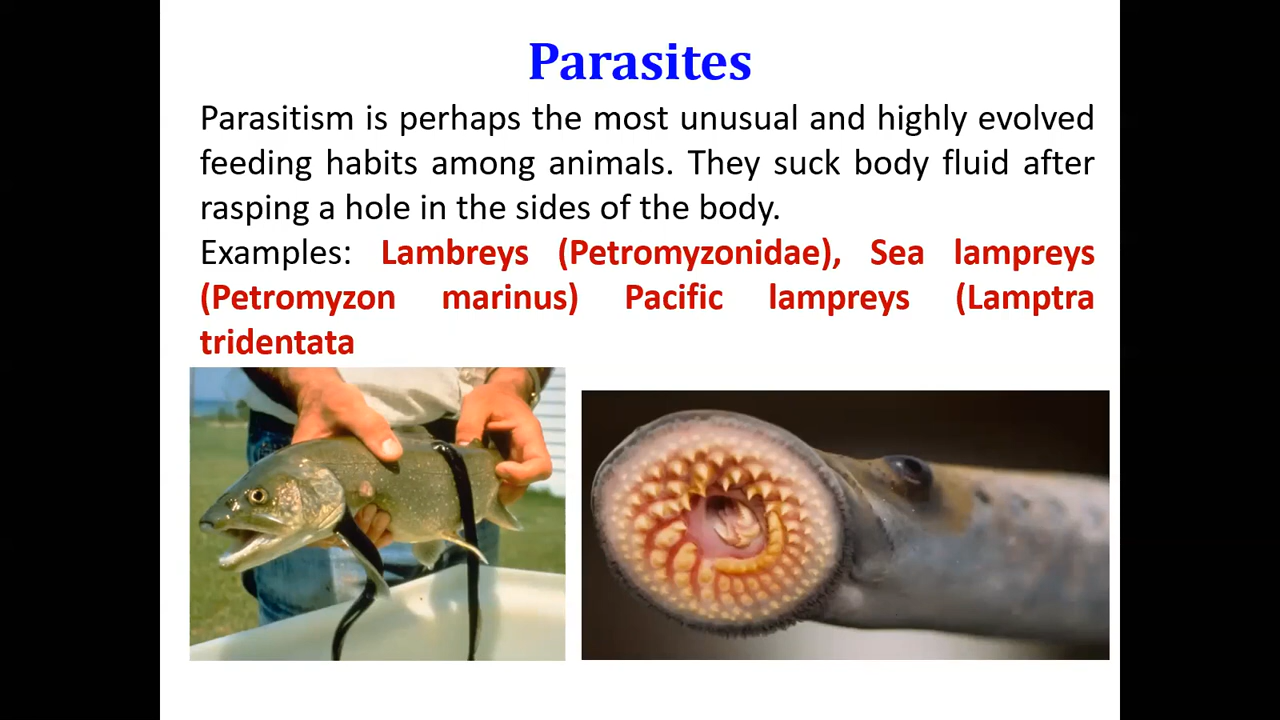 Parasites
Parasitism is perhaps the most unusual and highly evolved
feeding habits among animals. They suck body fluid after
rasping a hole in the sides of the body.
Examples: Lambreys (Petromyzonidae), Sea lampreys
(Petromyzon marinus) Pacific lampreys (Lamptra
tridentata